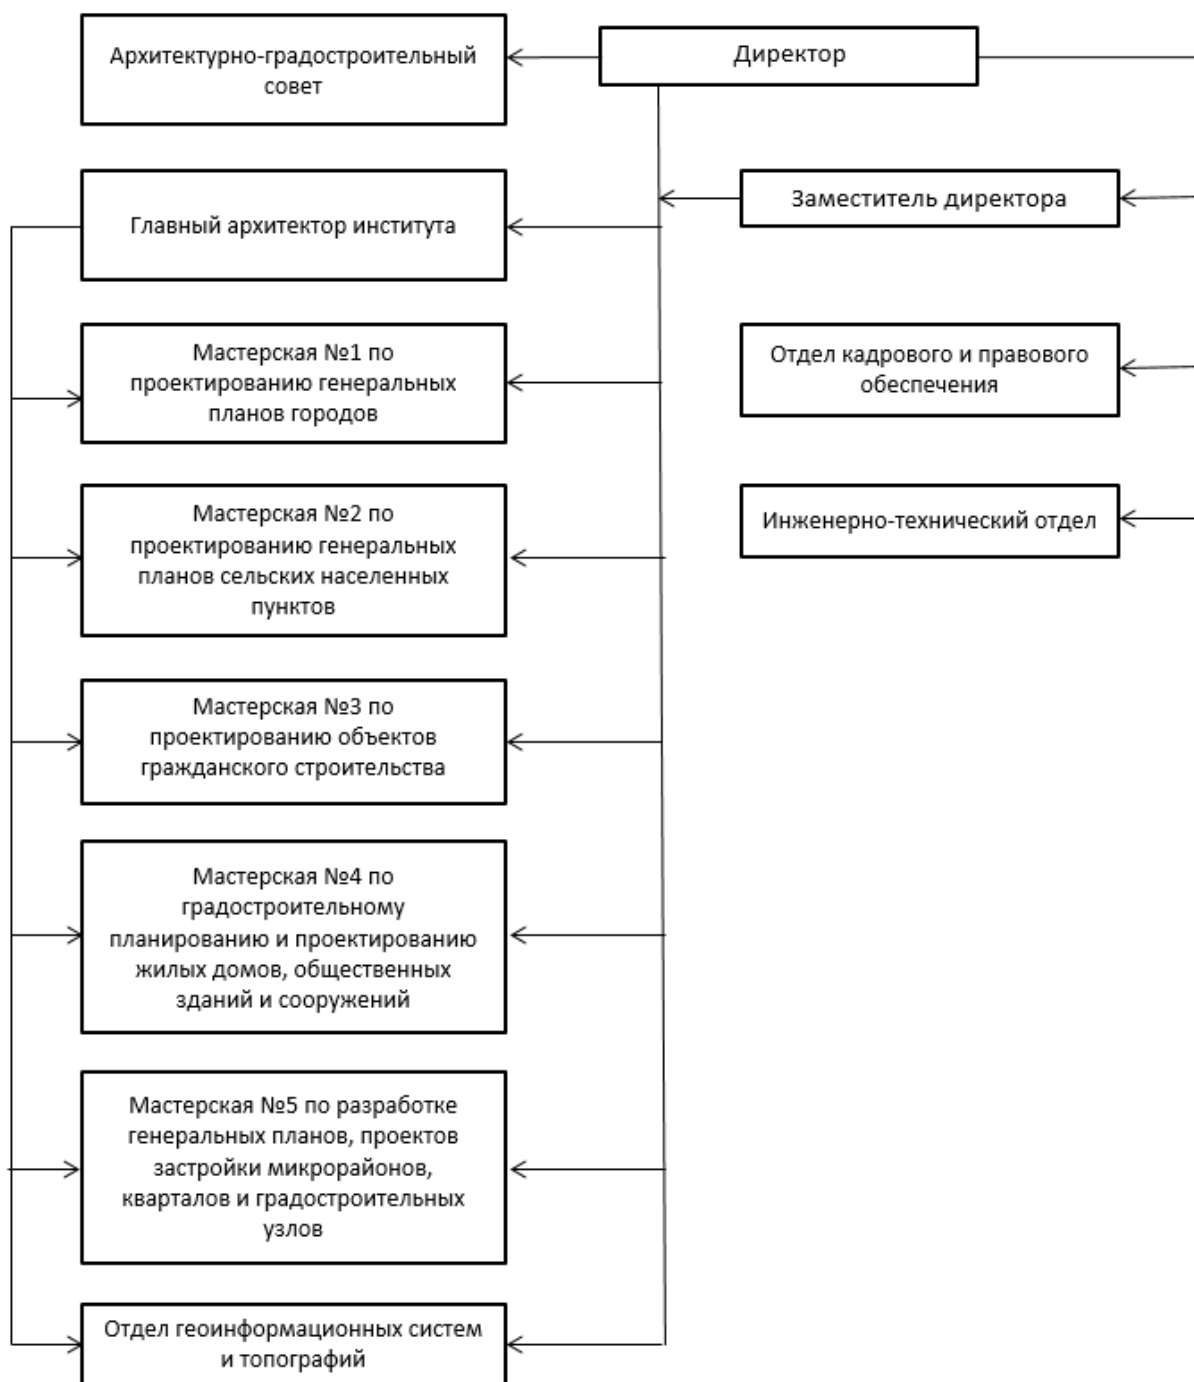 Архитектурно-градостроительный
совет
Директор
Главный архитектор института
Заместитель директора
Мастерская №1 по
проектированию генеральных
планов городов
Отдел кадрового и правового
обеспечения
Мастерская №2 по
проектированию генеральных
планов сельских населенных
пунктов
Инженерно-технический отдел
Мастерская №3 по
проектированию объектов
гражданского строительства
Мастерская №4 по
градостроительному
планированию и проектированию
жилых домов, общественных
зданий и сооружений
Мастерская №5 по разработке
генеральных планов, проектов
застройки микрорайонов,
кварталов и градостроительных
узлов
Отдел геоинформационных систем
и топографий